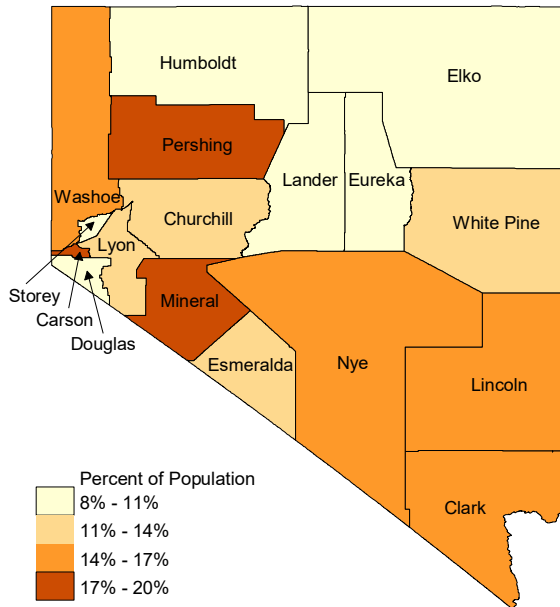 Humboldt
Elko
Pershing
Lander
Eureka
Washoe
Churchill
White Pine
Lyon
Storey
Carson
Douglas
Mineral
Esmeralda
Nye
Lincoln
Clark
Percent of Population
8% - 11%
11% - 14%
14% - 17%
17% - 20%